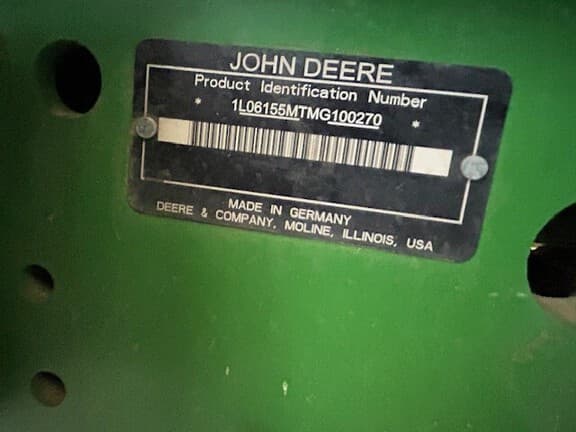 JOHN DEERE
Product Identification Number
* 1L06155MTMG100270 *
MADE IN GERMANY
DEERE & COMPANY, MOLINE, ILLINOIS, USA